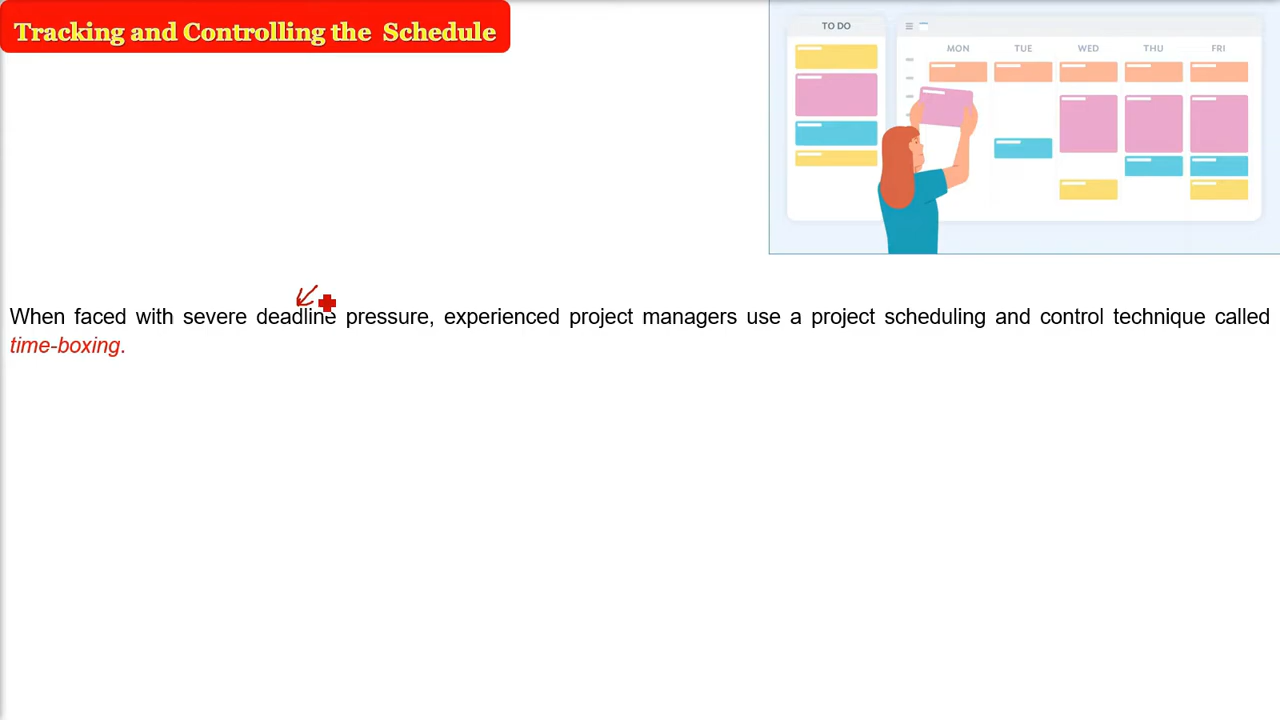 Tracking and Controlling the Schedule
TO DO
MON TUE WED THU FRI
When faced with severe deadline pressure, experienced project managers use a project scheduling and control technique called
time-boxing.